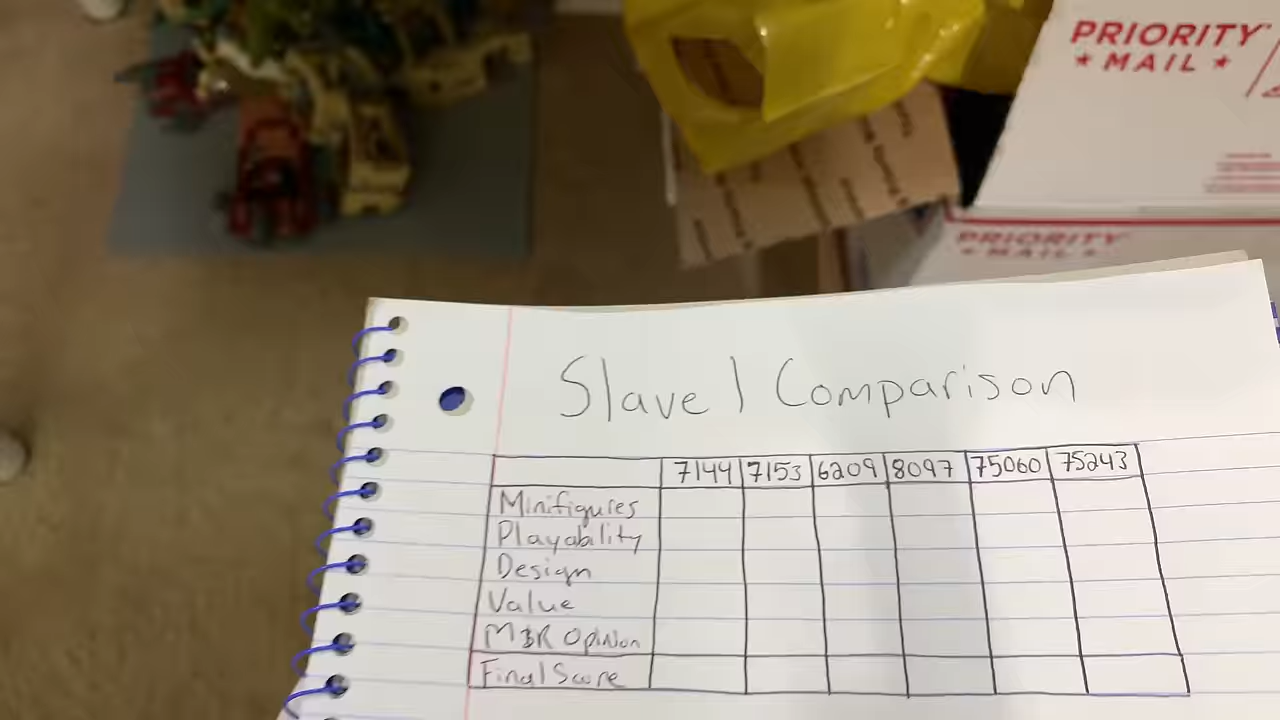 PRIORITY
★ MAIL ★
PRIORITY
★ MAIL ★
Slave 1 Comparison
7144 7153 6209 8097 75060 75243
Minifigures
Playability
Design
Value
MBR Opinion
Final Score